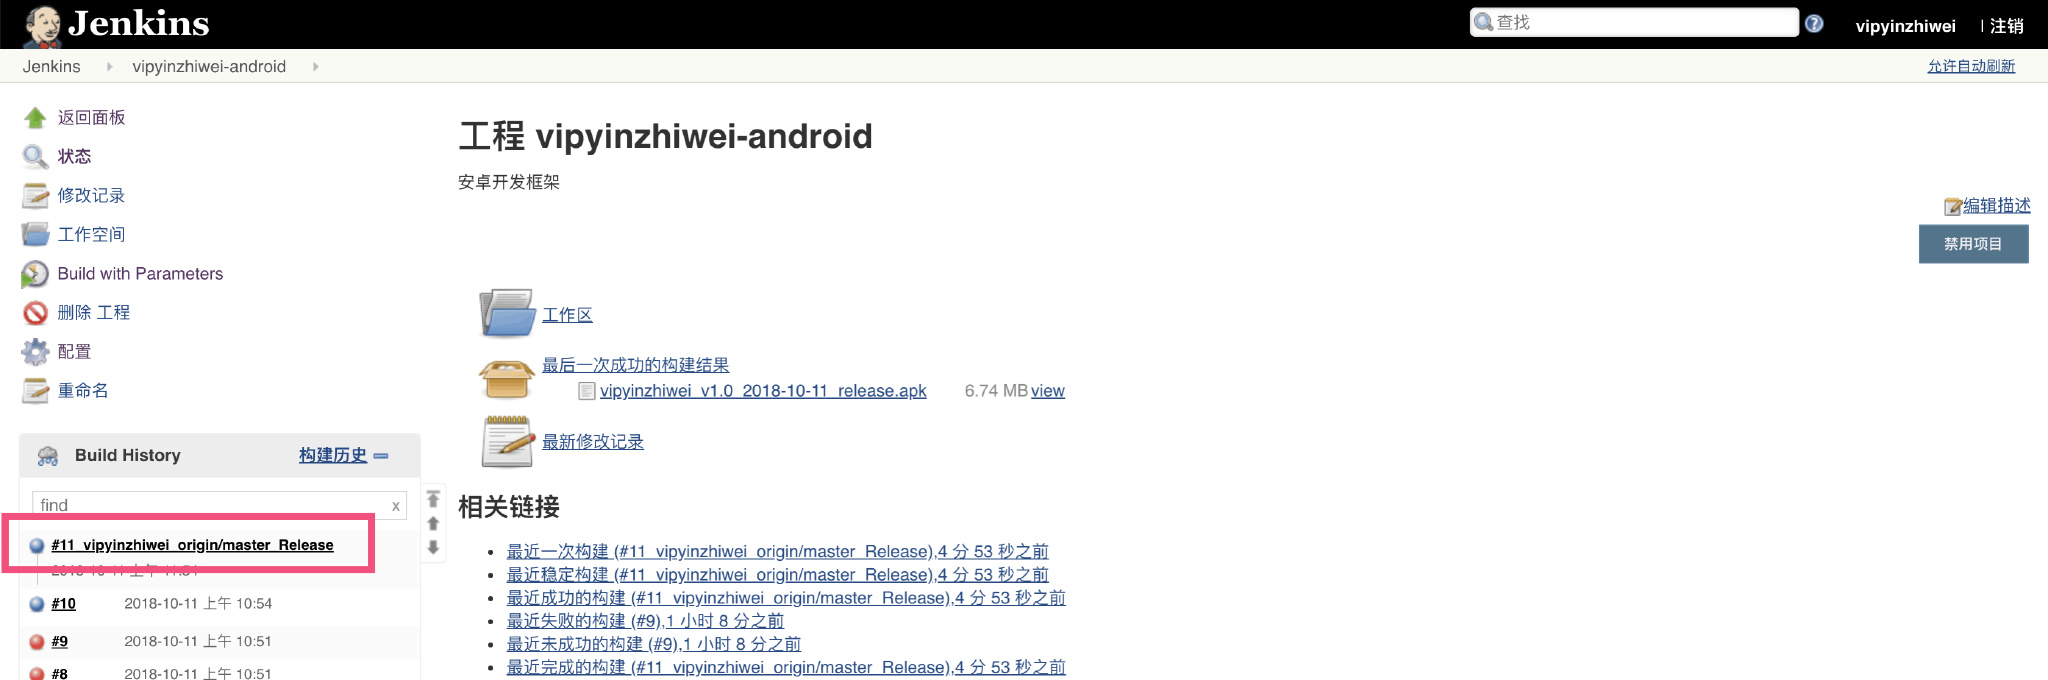 Jenkins
查找
vipyinzhiwei | 注销
Jenkins vipyinzhiwei-android
允许自动刷新
返回面板
状态
修改记录
工作空间
Build with Parameters
删除 工程
配置
重命名
Build History 构建历史
find x
#11_vipyinzhiwei_origin/master_Release
2018-10-11 上午 11:54
#10 2018-10-11 上午 10:54
#9 2018-10-11 上午 10:51
#8 2018-10-11 上午 10:51
工程 vipyinzhiwei-android
安卓开发框架
编辑描述
禁用项目
工作区
最后一次成功的构建结果
vipyinzhiwei_v1.0_2018-10-11_release.apk 6.74 MB view
最新修改记录
相关链接
最近一次构建 (#11_vipyinzhiwei_origin/master_Release),4 分 53 秒之前
最近稳定构建 (#11_vipyinzhiwei_origin/master_Release),4 分 53 秒之前
最近成功的构建 (#11_vipyinzhiwei_origin/master_Release),4 分 53 秒之前
最近失败的构建 (#9),1 小时 8 分之前
最近未成功的构建 (#9),1 小时 8 分之前
最近完成的构建 (#11_vipyinzhiwei_origin/master_Release),4 分 53 秒之前